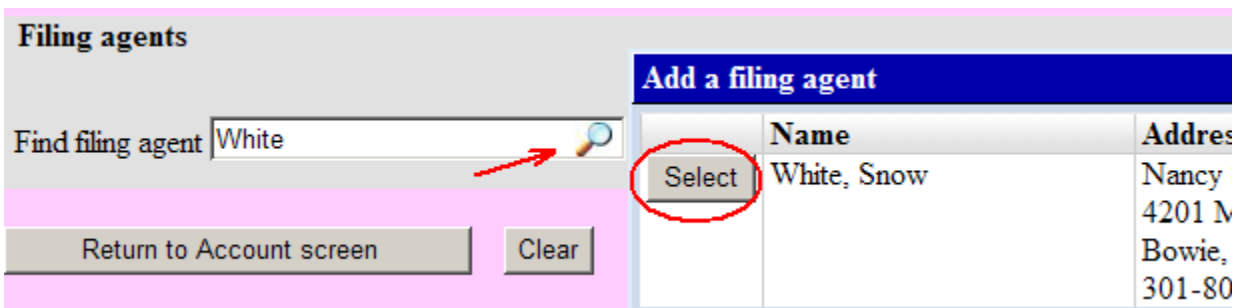 Filing agents
Find filing agent White
Return to Account screen Clear
Add a filing agent
Name
Select White, Snow
Nancy
4201
Bowie,
301-80